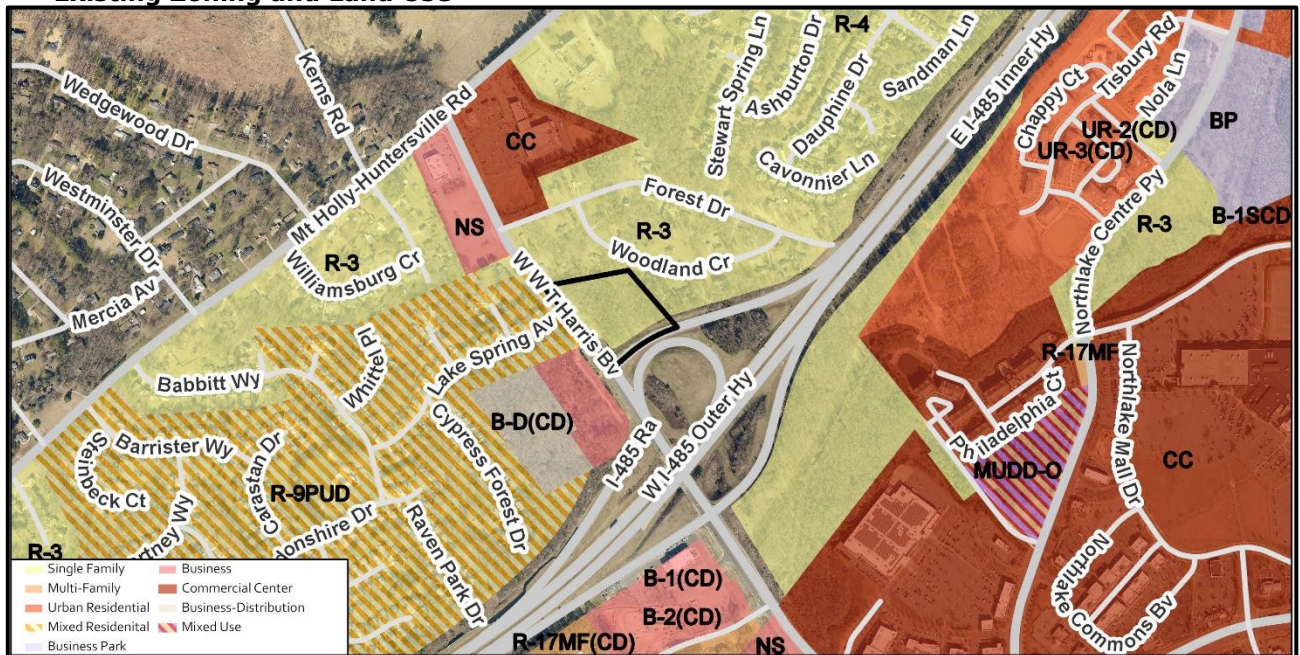 Existing Zoning and Land Use
Kerns Rd
Wedgewood Dr
Westminster Dr
Mercia Av
Mt Holly-Huntersville Rd
R-3
Williamsburg Cr
NS
CC
R-4
Stewart Spring Ln
Ashburton Dr
Dauphine Dr
Sandman Ln
Cavonnier Ln
Forest Dr
R-3
Woodland Cr
W W.T. Harris Bv
E I-485 Inner Hy
Chappy Ct
Tisbury Rd
Nola Ln
UR-2(CD)
UR-3(CD)
BP
R-3
B-1SCD
Northlake Centre Py
R-17MF
Philadelphia Ct
MUDD-O
Northlake Mall Dr
CC
Northlake Commons Bv
Babbitt Wy
Whittel Pl
Lake Spring Av
Cypress Forest Dr
B-D(CD)
I-485 Ra
W I-485 Outer Hy
Steinbeck Ct
Barrister Wy
Carastan Dr
R-9PUD
Raven Park Dr
B-1(CD)
B-2(CD)
R-17MF(CD)
NS
R-3
Single Family
Multi-Family
Urban Residential
Mixed Residental
Business Park
Business
Commercial Center
Business-Distribution
Mixed Use